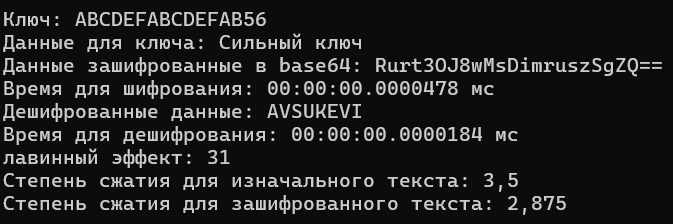 Ключ: ABCDEFABCDEFAB56
Данные для ключа: Сильный ключ
Данные зашифрованные в base64: Rurt3OJ8wMsDimruszSgZQ==
Время для шифрования: 00:00:00.0000478 мс
Дешифрованные данные: AVSUKEVI
Время для дешифрования: 00:00:00.0000184 мс
лавинный эффект: 31
Степень сжатия для изначального текста: 3,5
Степень сжатия для зашифрованного текста: 2,875